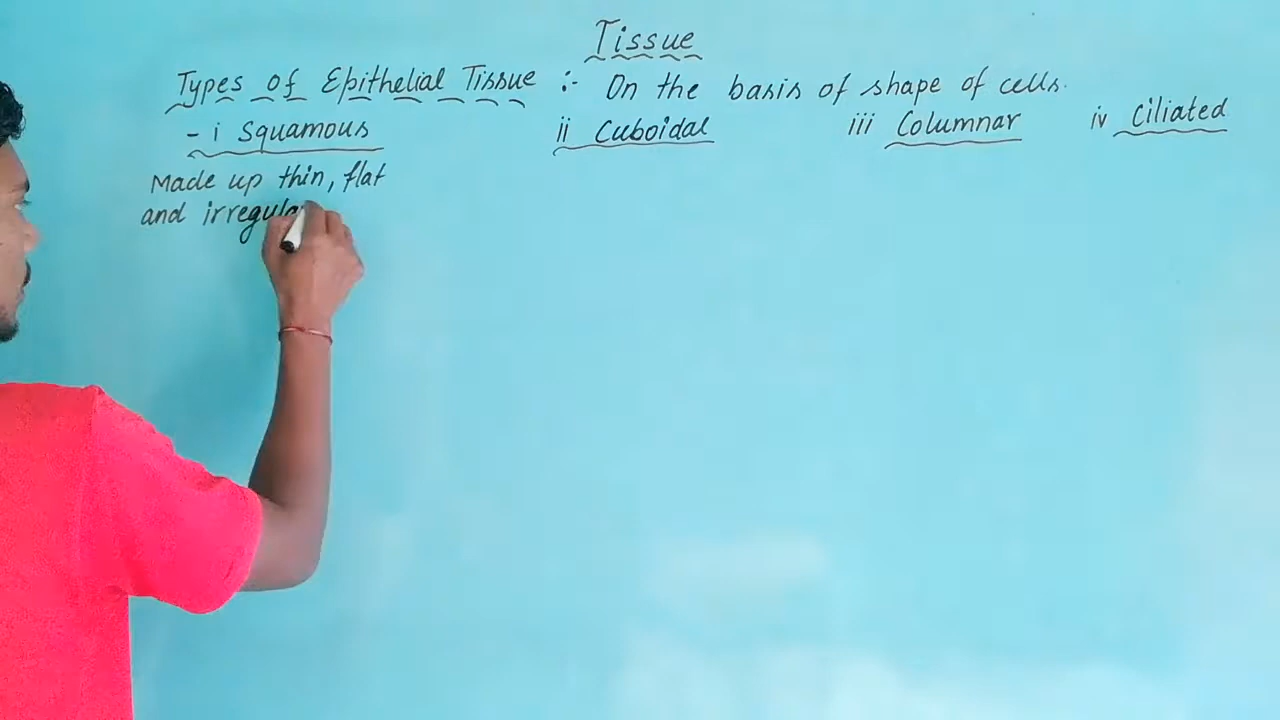 Tissue
Types of Epithelial Tissue :- On the basis of shape of cells.
- i Squamous ii Cuboidal iii Columnar iv Ciliated
Made up thin, flat
and